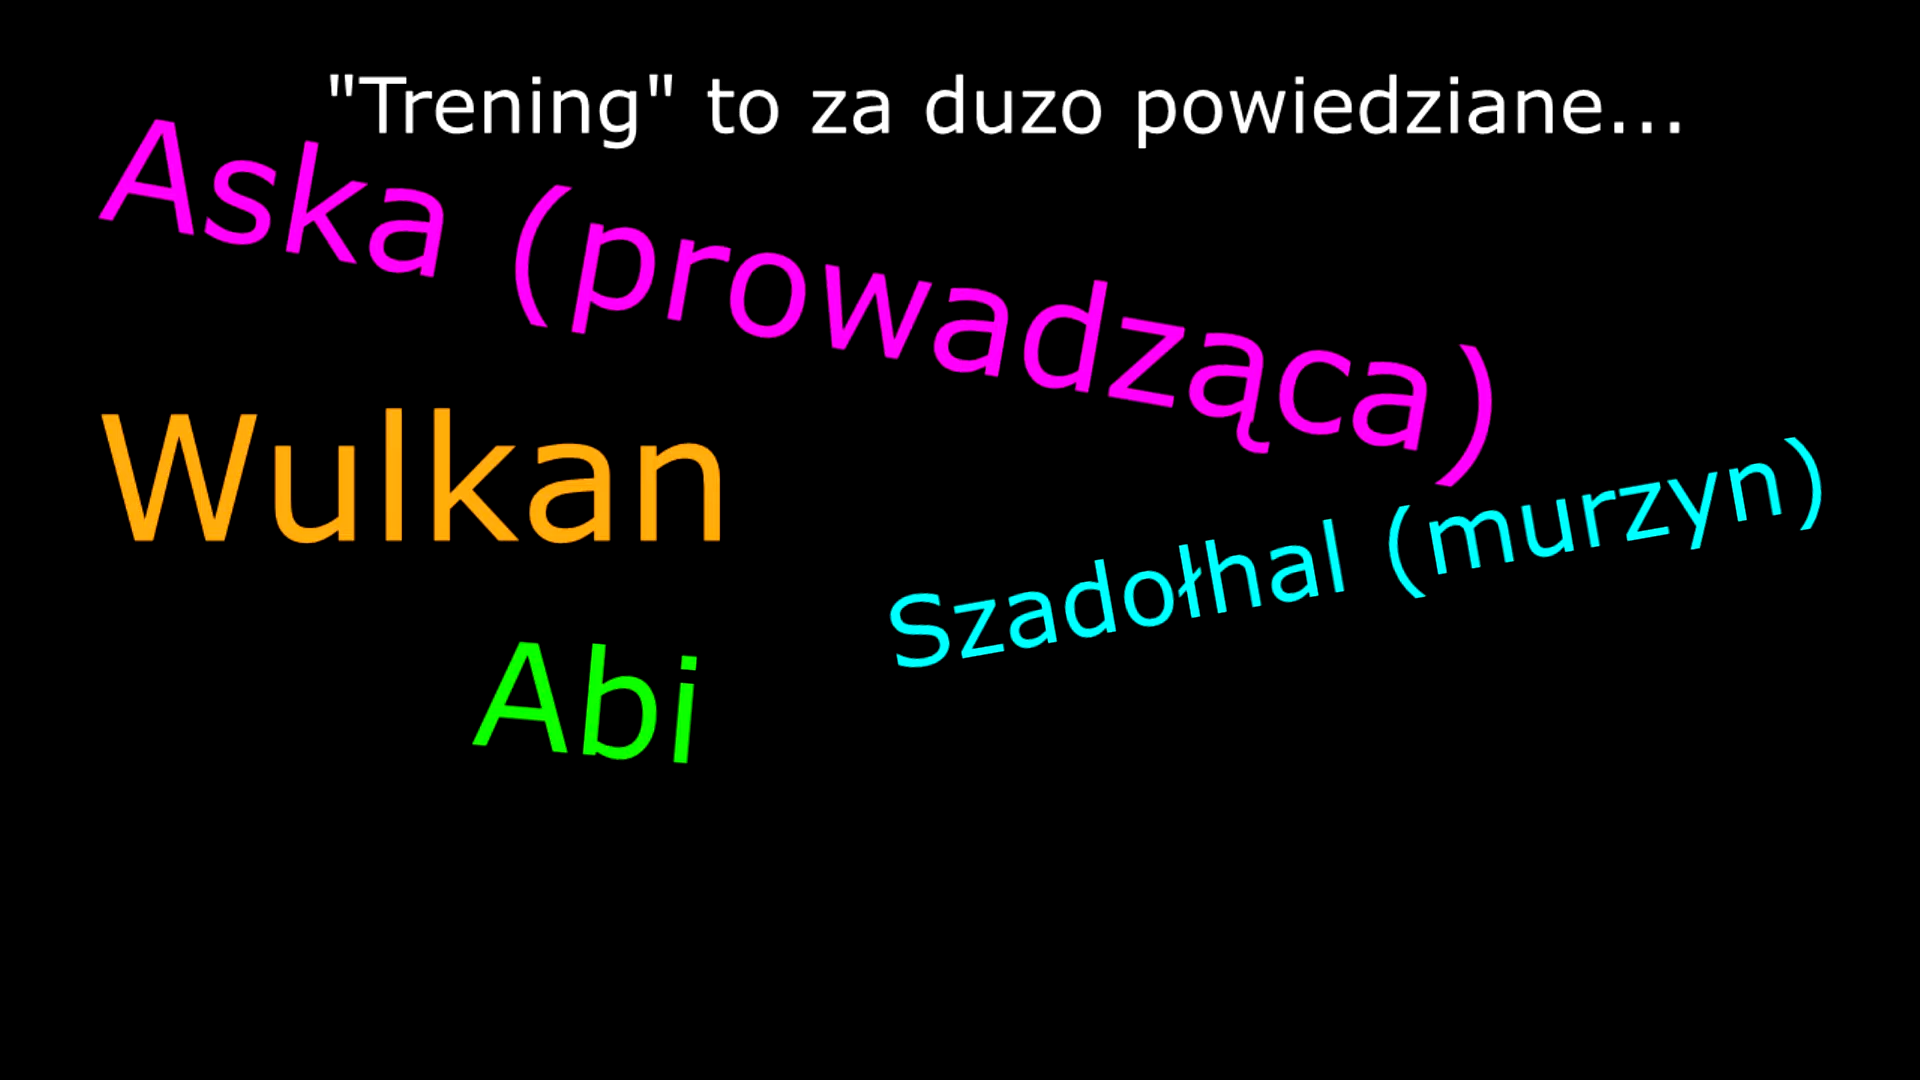 "Trening" to za duzo powiedziane...
Aska (prowadząca)
Wulkan
Szadołhal (murzyn)
Abi